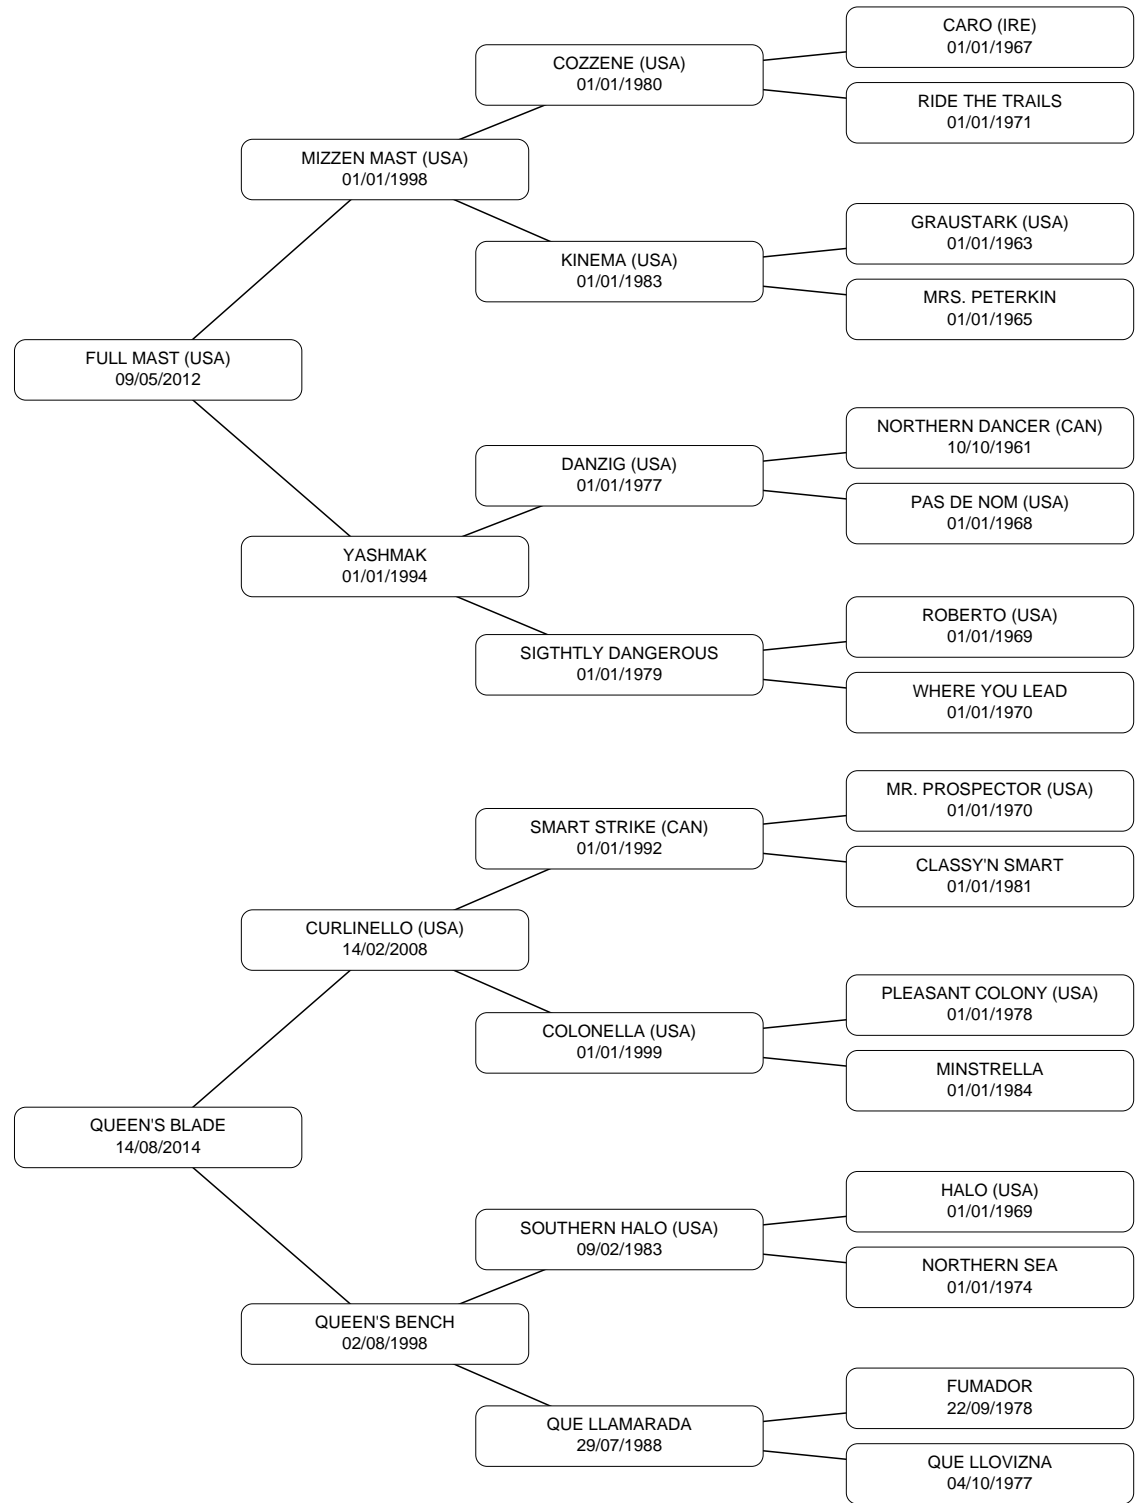 CARO (IRE)
01/01/1967
COZZENE (USA)
01/01/1980
RIDE THE TRAILS
01/01/1971
MIZZEN MAST (USA)
01/01/1998
GRAUSTARK (USA)
01/01/1963
KINEMA (USA)
01/01/1983
MRS. PETERKIN
01/01/1965
FULL MAST (USA)
09/05/2012
NORTHERN DANCER (CAN)
10/10/1961
DANZIG (USA)
01/01/1977
PAS DE NOM (USA)
01/01/1968
YASHMAK
01/01/1994
ROBERTO (USA)
01/01/1969
SIGTHTLY DANGEROUS
01/01/1979
WHERE YOU LEAD
01/01/1970
MR. PROSPECTOR (USA)
01/01/1970
SMART STRIKE (CAN)
01/01/1992
CLASSY'N SMART
01/01/1981
CURLINELLO (USA)
14/02/2008
PLEASANT COLONY (USA)
01/01/1978
COLONELLA (USA)
01/01/1999
MINSTRELLA
01/01/1984
QUEEN'S BLADE
14/08/2014
HALO (USA)
01/01/1969
SOUTHERN HALO (USA)
09/02/1983
NORTHERN SEA
01/01/1974
QUEEN'S BENCH
02/08/1998
FUMADOR
22/09/1978
QUE LLAMARADA
29/07/1988
QUE LLOVIZNA
04/10/1977